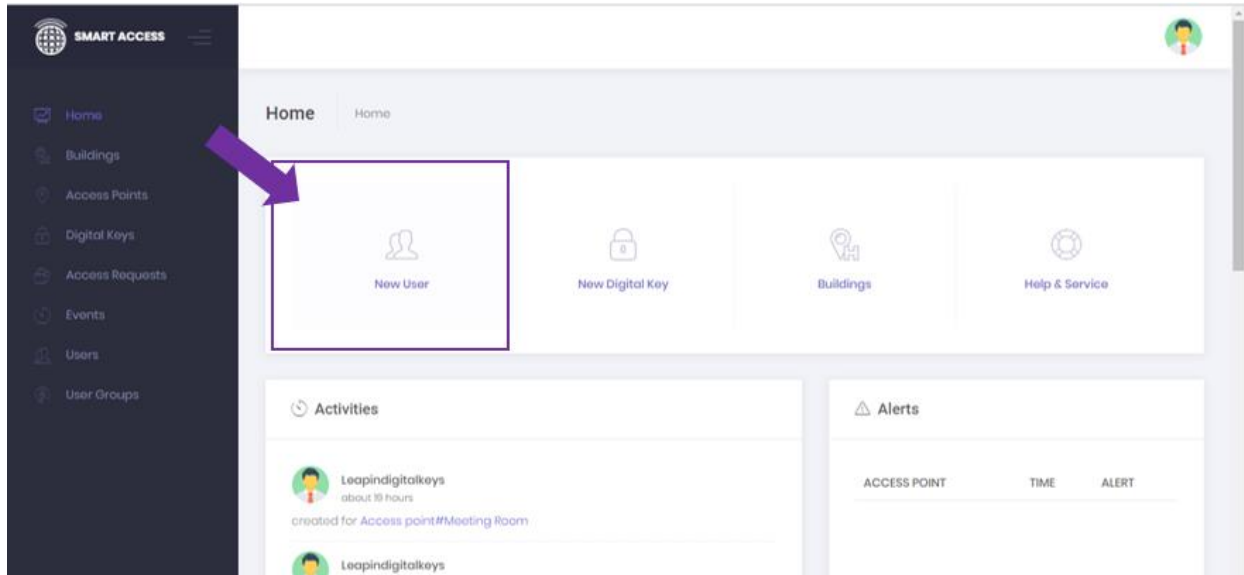 SMART ACCESS
Home
Buildings
Access Points
Digital Keys
Access Requests
Events
Users
User Groups
Home Home
New User New Digital Key Buildings Help & Service
Activities
Leapindigitalkeys
about 19 hours
created for Access point#Meeting Room
Leapindigitalkeys
Alerts
ACCESS POINT TIME ALERT